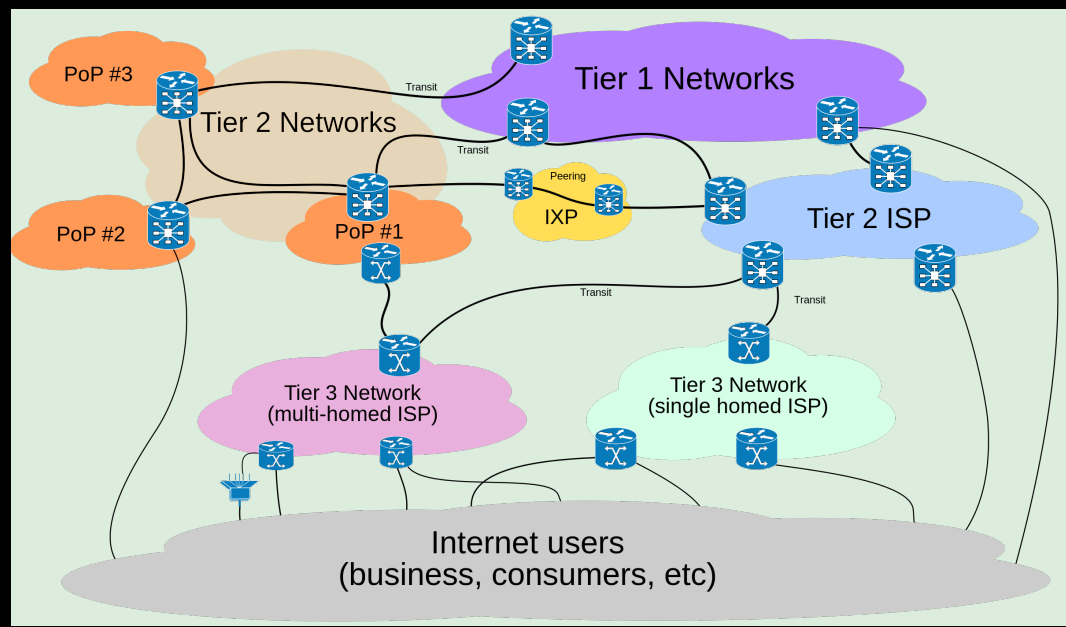 PoP #3
Tier 2 Networks
Transit
Tier 1 Networks
Transit
Peering
IXP
PoP #2
PoP #1
Tier 2 ISP
Transit
Transit
Tier 3 Network
(multi-homed ISP)
Tier 3 Network
(single homed ISP)
Internet users
(business, consumers, etc)